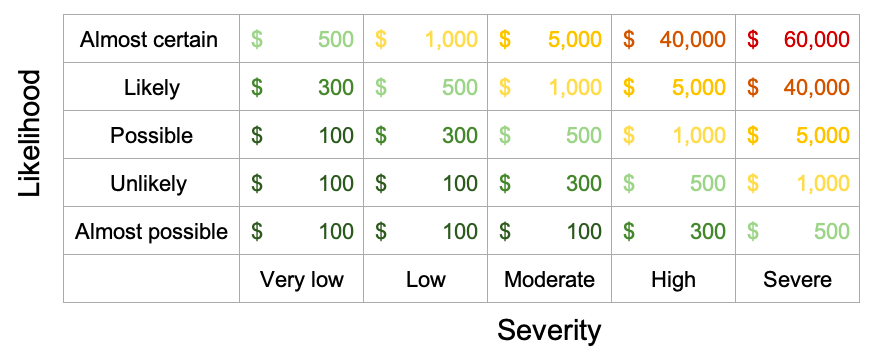 Likelihood
Almost certain $ 500 $ 1,000 $ 5,000 $ 40,000 $ 60,000
Likely $ 300 $ 500 $ 1,000 $ 5,000 $ 40,000
Possible $ 100 $ 300 $ 500 $ 1,000 $ 5,000
Unlikely $ 100 $ 100 $ 300 $ 500 $ 1,000
Almost possible $ 100 $ 100 $ 100 $ 300 $ 500
Very low Low Moderate High Severe
Severity